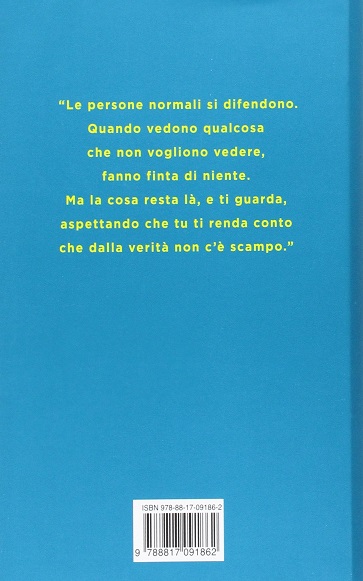 “Le persone normali si difendono.
Quando vedono qualcosa
che non vogliono vedere,
fanno finta di niente.
Ma la cosa resta là, e ti guarda,
aspettando che tu ti renda conto
che dalla verità non c’è scampo.”
ISBN 978-88-17-09186-2
9 788817 091862